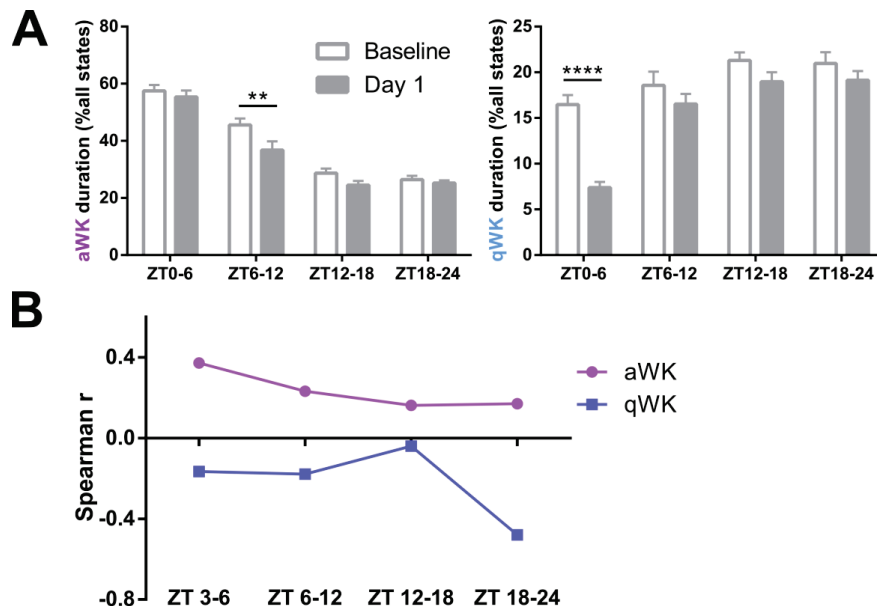 A
aWK duration (%all states)
80
60
40
20
0
**
Baseline
Day 1
ZT0-6
ZT6-12
ZT12-18
ZT18-24
qWK duration (%all states)
25
20
15
10
5
0
****
ZT0-6
ZT6-12
ZT12-18
ZT18-24
B
Spearman r
0.4
0.0
-0.4
-0.8
ZT 3-6
ZT 6-12
ZT 12-18
ZT 18-24
aWK
qWK